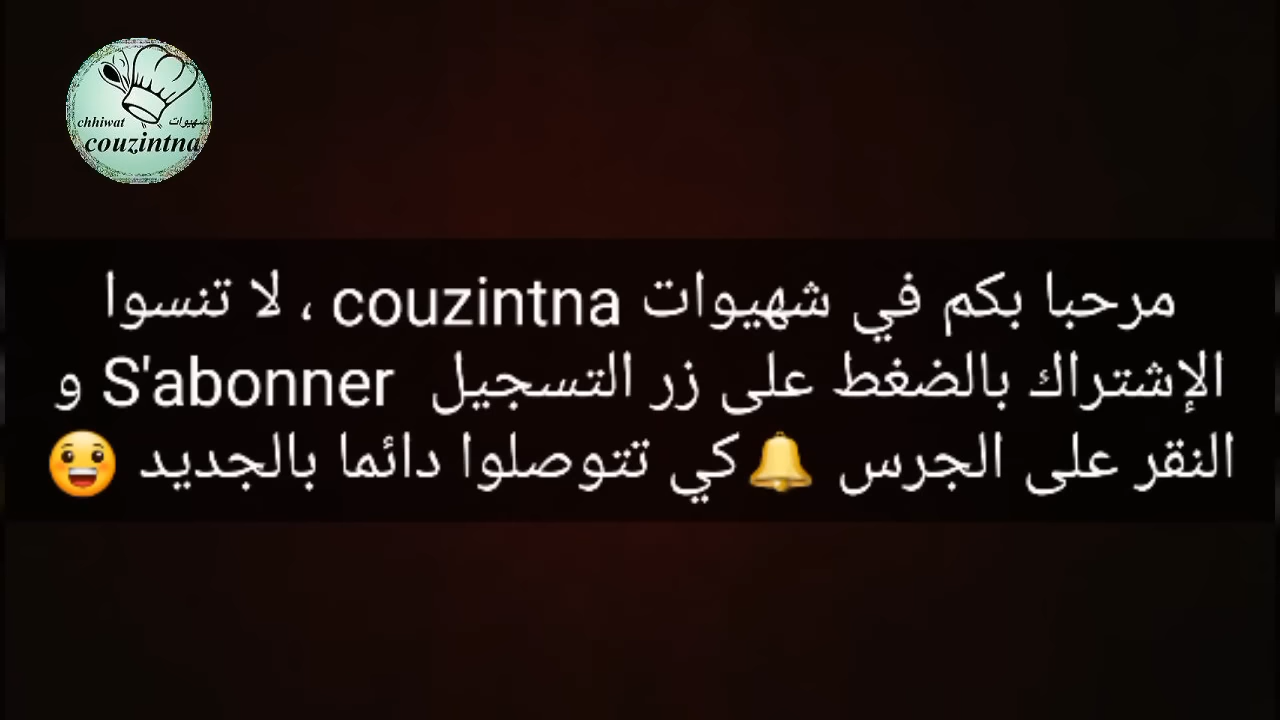 chhiwat شهيوات
couzintna
مرحبا بكم في شهيوات couzintna ، لا تنسوا
الإشتراك بالضغط على زر التسجيل S'abonner و
النقر على الجرس 🔔كي تتوصلوا دائما بالجديد 😀